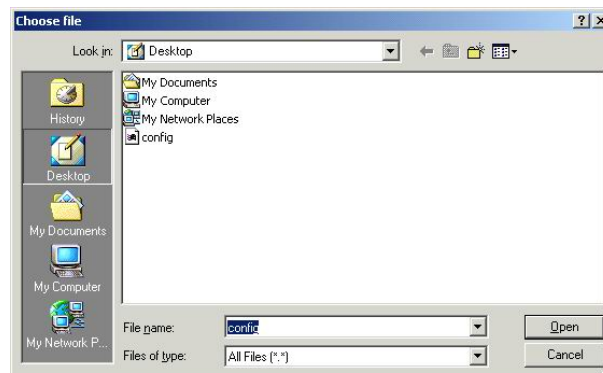 Choose file
Look in: Desktop
History
Desktop
My Documents
My Computer
My Network P...
My Documents
My Computer
My Network Places
config
File name: config
Open
Files of type: All Files (*.*)
Cancel